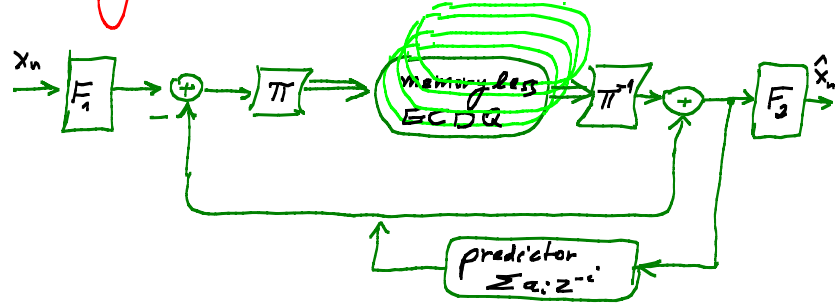 xₙ
F₁
+
−
π
memoryless
ECDQ
π⁻¹
+
F₂
x̂ₙ
predictor
Σ aᵢ z⁻ⁱ